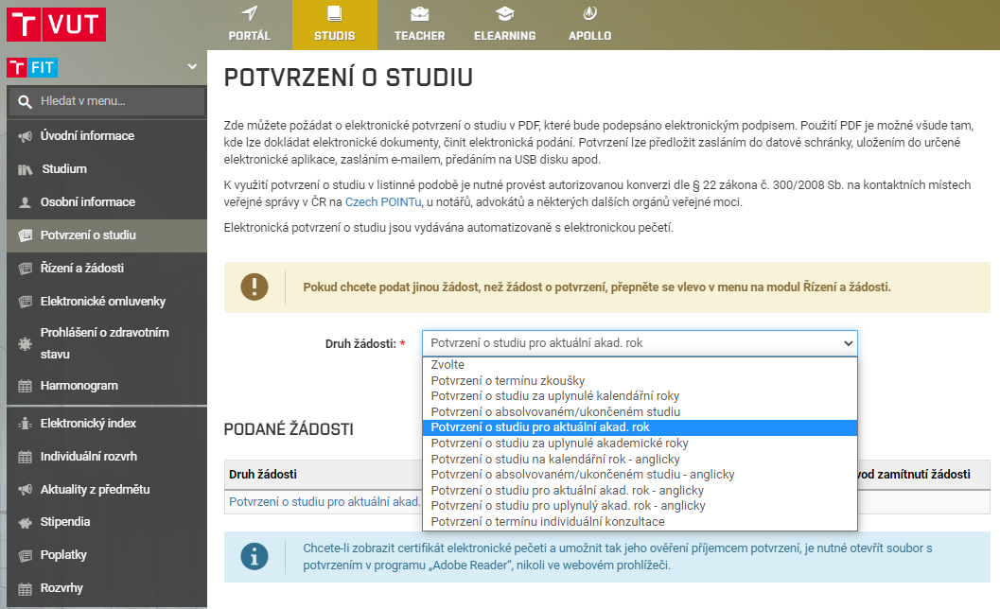 VUT
PORTÁL
STUDIS
TEACHER
ELEARNING
APOLLO
FIT
Hledat v menu...
Úvodní informace
Studium
Osobní informace
Potvrzení o studiu
Řízení a žádosti
Elektronické omluvenky
Prohlášení o zdravotním
stavu
Harmonogram
Elektronický index
Individuální rozvrh
Aktuality z předmětu
Stipendia
Poplatky
Rozvrhy
POTVRZENÍ O STUDIU
Zde můžete požádat o elektronické potvrzení o studiu v PDF, které bude podepsáno elektronickým podpisem. Použití PDF je možné všude tam,
kde lze dokládat elektronické dokumenty, činit elektronická podání. Potvrzení lze předložit zasláním do datové schránky, uložením do určené
elektronické aplikace, zasláním e-mailem, předáním na USB disku apod.
K využití potvrzení o studiu v listinné podobě je nutné provést autorizovanou konverzi dle § 22 zákona č. 300/2008 Sb. na kontaktních místech
veřejné správy v ČR na Czech POINTu, u notářů, advokátů a některých dalších orgánů veřejné moci.
Elektronická potvrzení o studiu jsou vydávána automatizovaně s elektronickou pečetí.
Pokud chcete podat jinou žádost, než žádost o potvrzení, přepněte se vlevo v menu na modul Řízení a žádosti.
Druh žádosti: *
Potvrzení o studiu pro aktuální akad. rok
Zvolte
Potvrzení o termínu zkoušky
Potvrzení o studiu za uplynulé kalendářní roky
Potvrzení o absolvovaném/ukončeném studiu
Potvrzení o studiu pro aktuální akad. rok
Potvrzení o studiu za uplynulé akademické roky
Potvrzení o studiu na kalendářní rok - anglicky
Potvrzení o absolvovaném/ukončeném studiu - anglicky
Potvrzení o studiu pro aktuální akad. rok - anglicky
Potvrzení o studiu pro uplynulý akad. rok - anglicky
Potvrzení o termínu individuální konzultace
PODANÉ ŽÁDOSTI
Druh žádosti
vod zamítnutí žádosti
Potvrzení o studiu pro aktuální akad.
Chcete-li zobrazit certifikát elektronické pečeti a umožnit tak jeho ověření příjemcem potvrzení, je nutné otevřít soubor s
potvrzením v programu „Adobe Reader“, nikoli ve webovém prohlížeči.